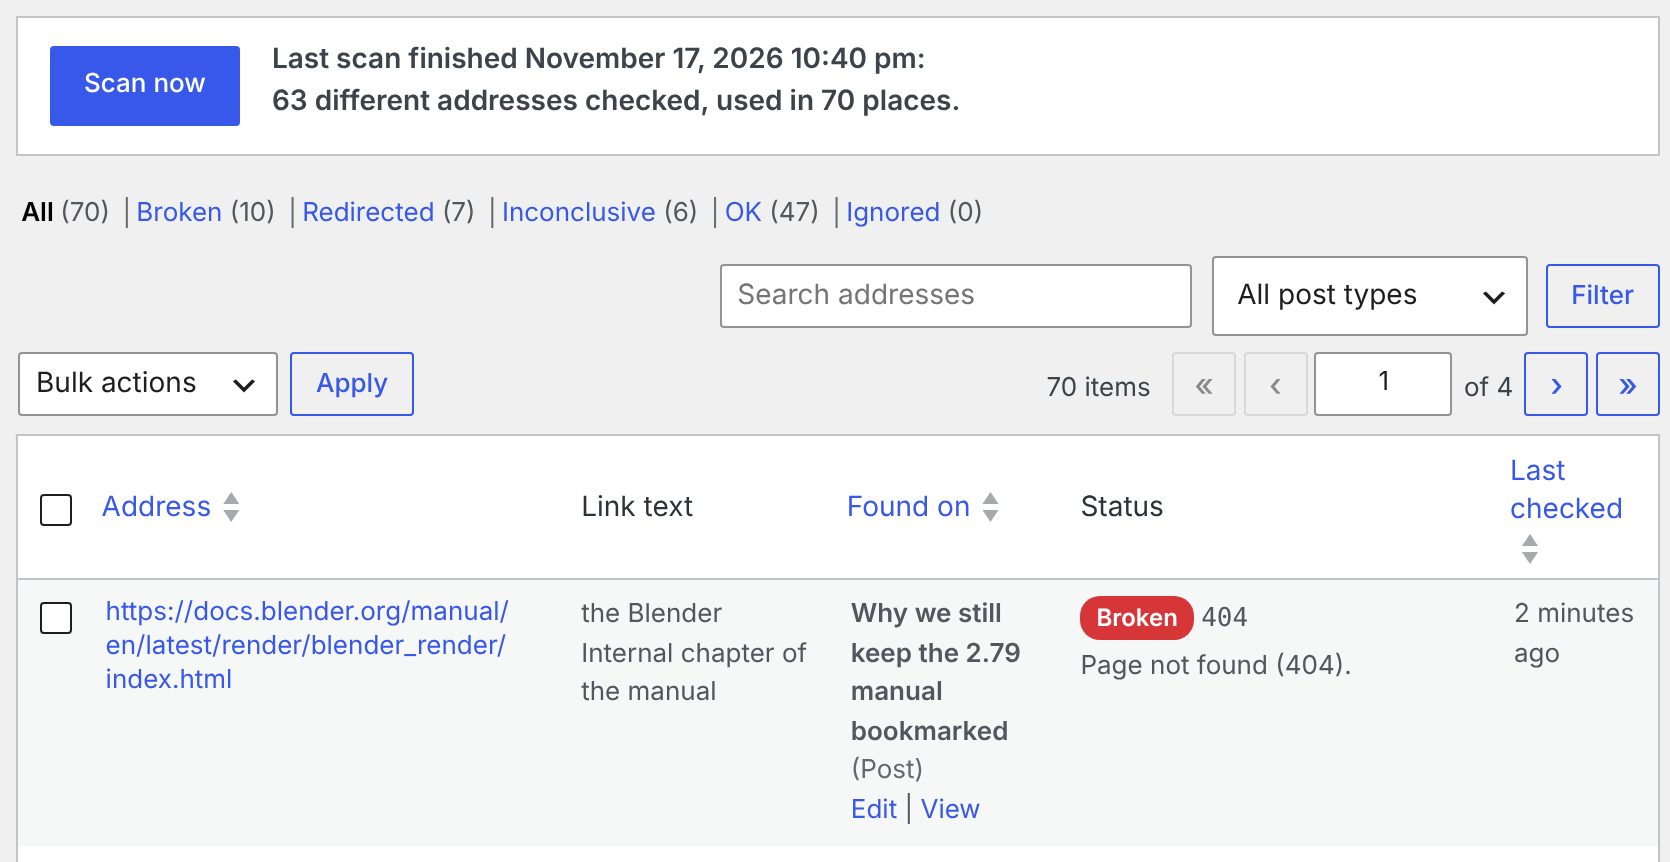 Scan now
Last scan finished November 17, 2026 10:40 pm:
63 different addresses checked, used in 70 places.
All (70) | Broken (10) | Redirected (7) | Inconclusive (6) | OK (47) | Ignored (0)
Search addresses
All post types
Filter
Bulk actions
Apply
70 items
«
‹
1
of 4
›
»
Address
Link text
Found on
Status
Last
checked
https://docs.blender.org/manual/
en/latest/render/blender_render/
index.html
the Blender
Internal chapter of
the manual
Why we still
keep the 2.79
manual
bookmarked
(Post)
Edit | View
Broken 404
Page not found (404).
2 minutes
ago